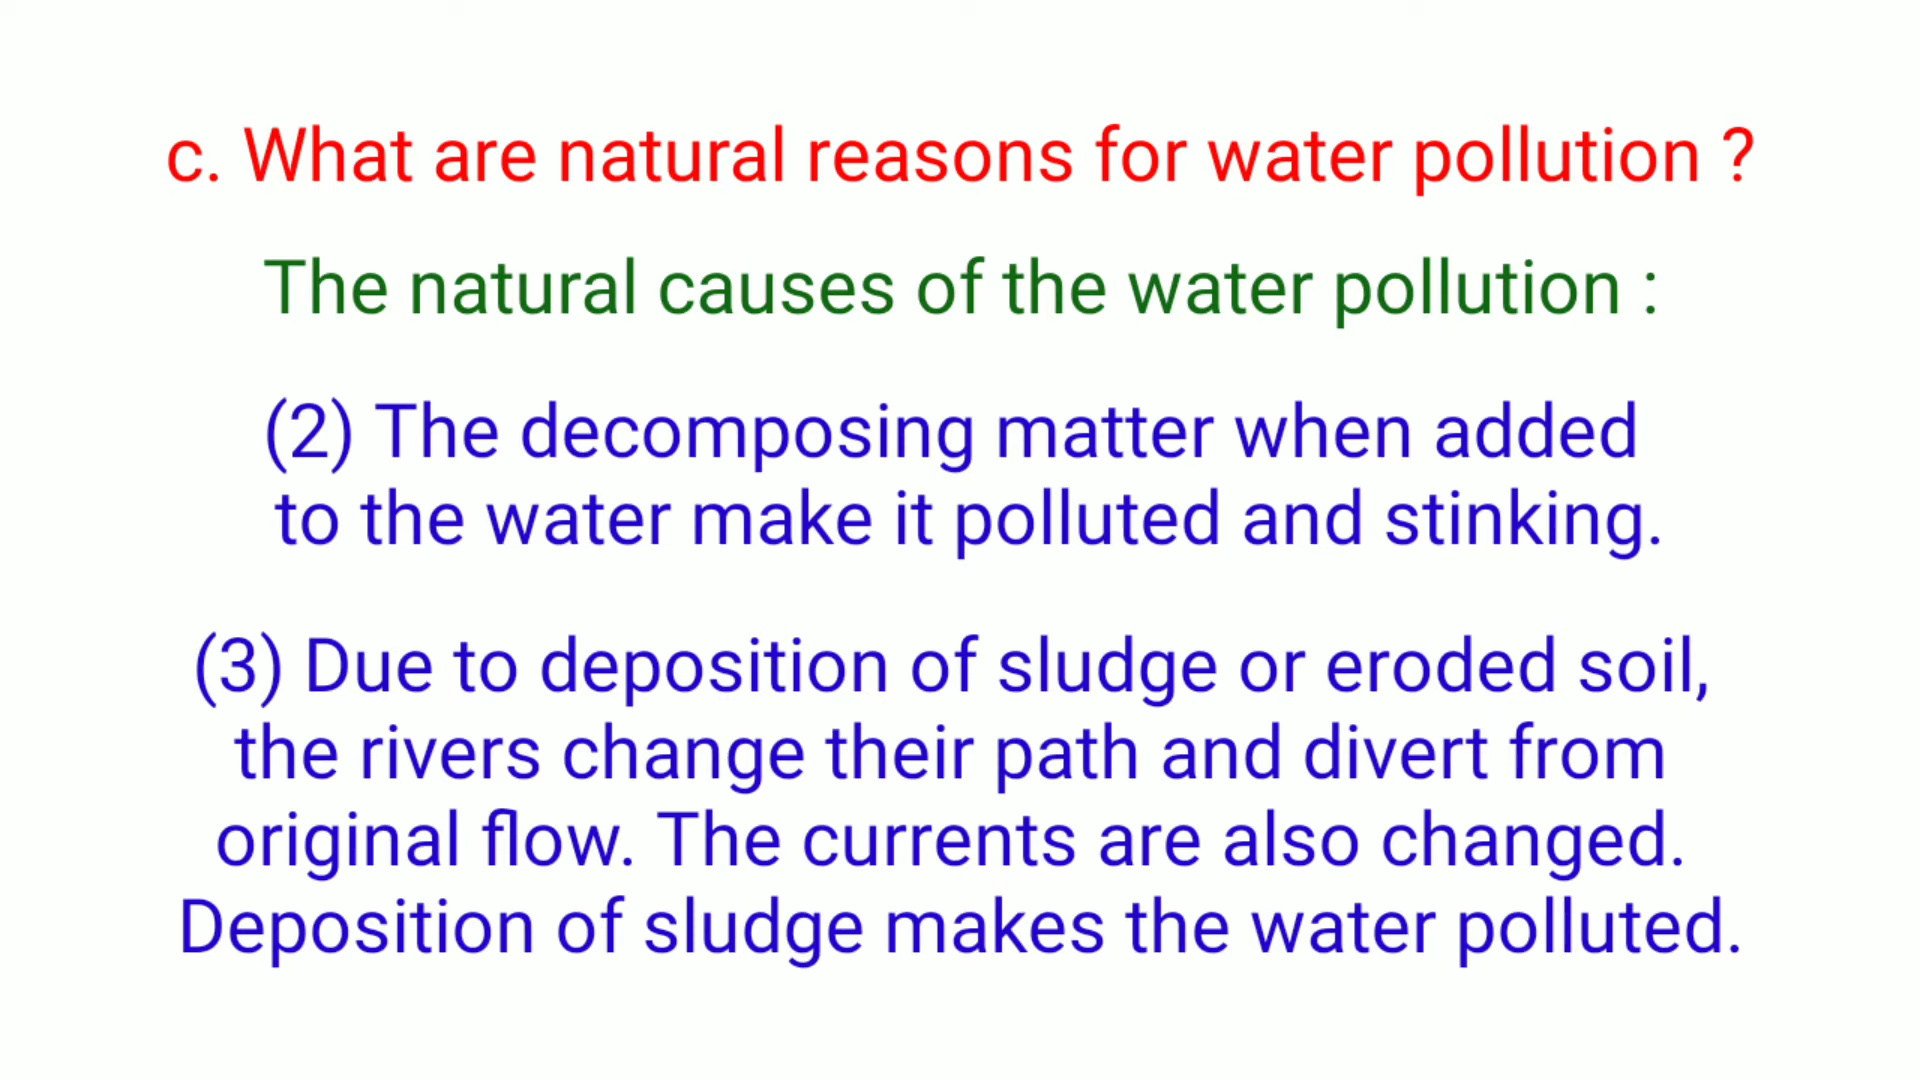 c. What are natural reasons for water pollution ?
The natural causes of the water pollution :
(2) The decomposing matter when added
to the water make it polluted and stinking.
(3) Due to deposition of sludge or eroded soil,
the rivers change their path and divert from
original flow. The currents are also changed.
Deposition of sludge makes the water polluted.